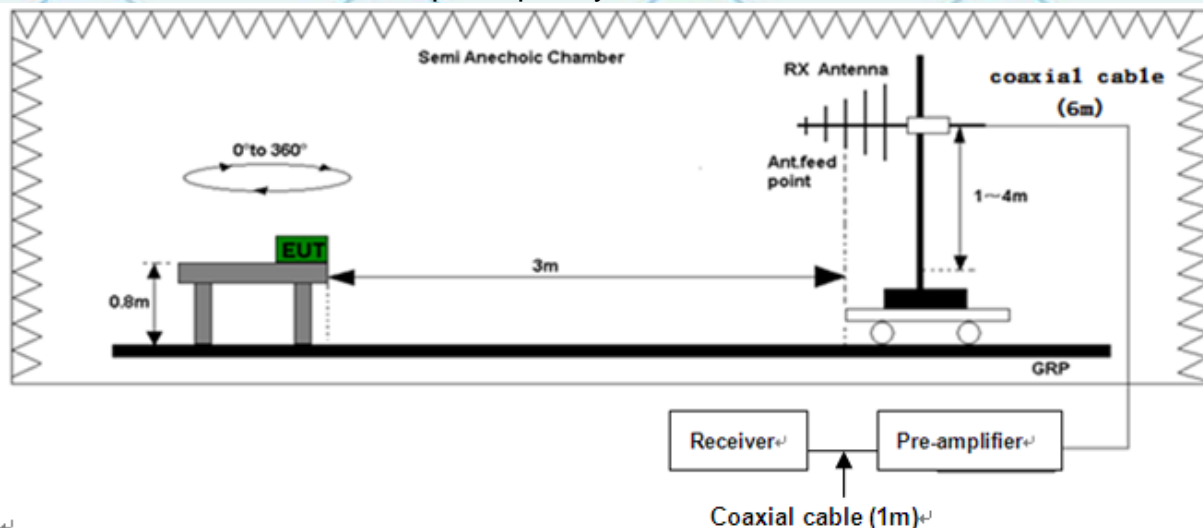 Semi Anechoic Chamber
RX Antenna
coaxial cable
(6m)
0°to 360°
Ant.feed
point
1~4m
EUT
3m
0.8m
GRP
Receiver↵
Pre-amplifier↵
Coaxial cable (1m)↵
↵